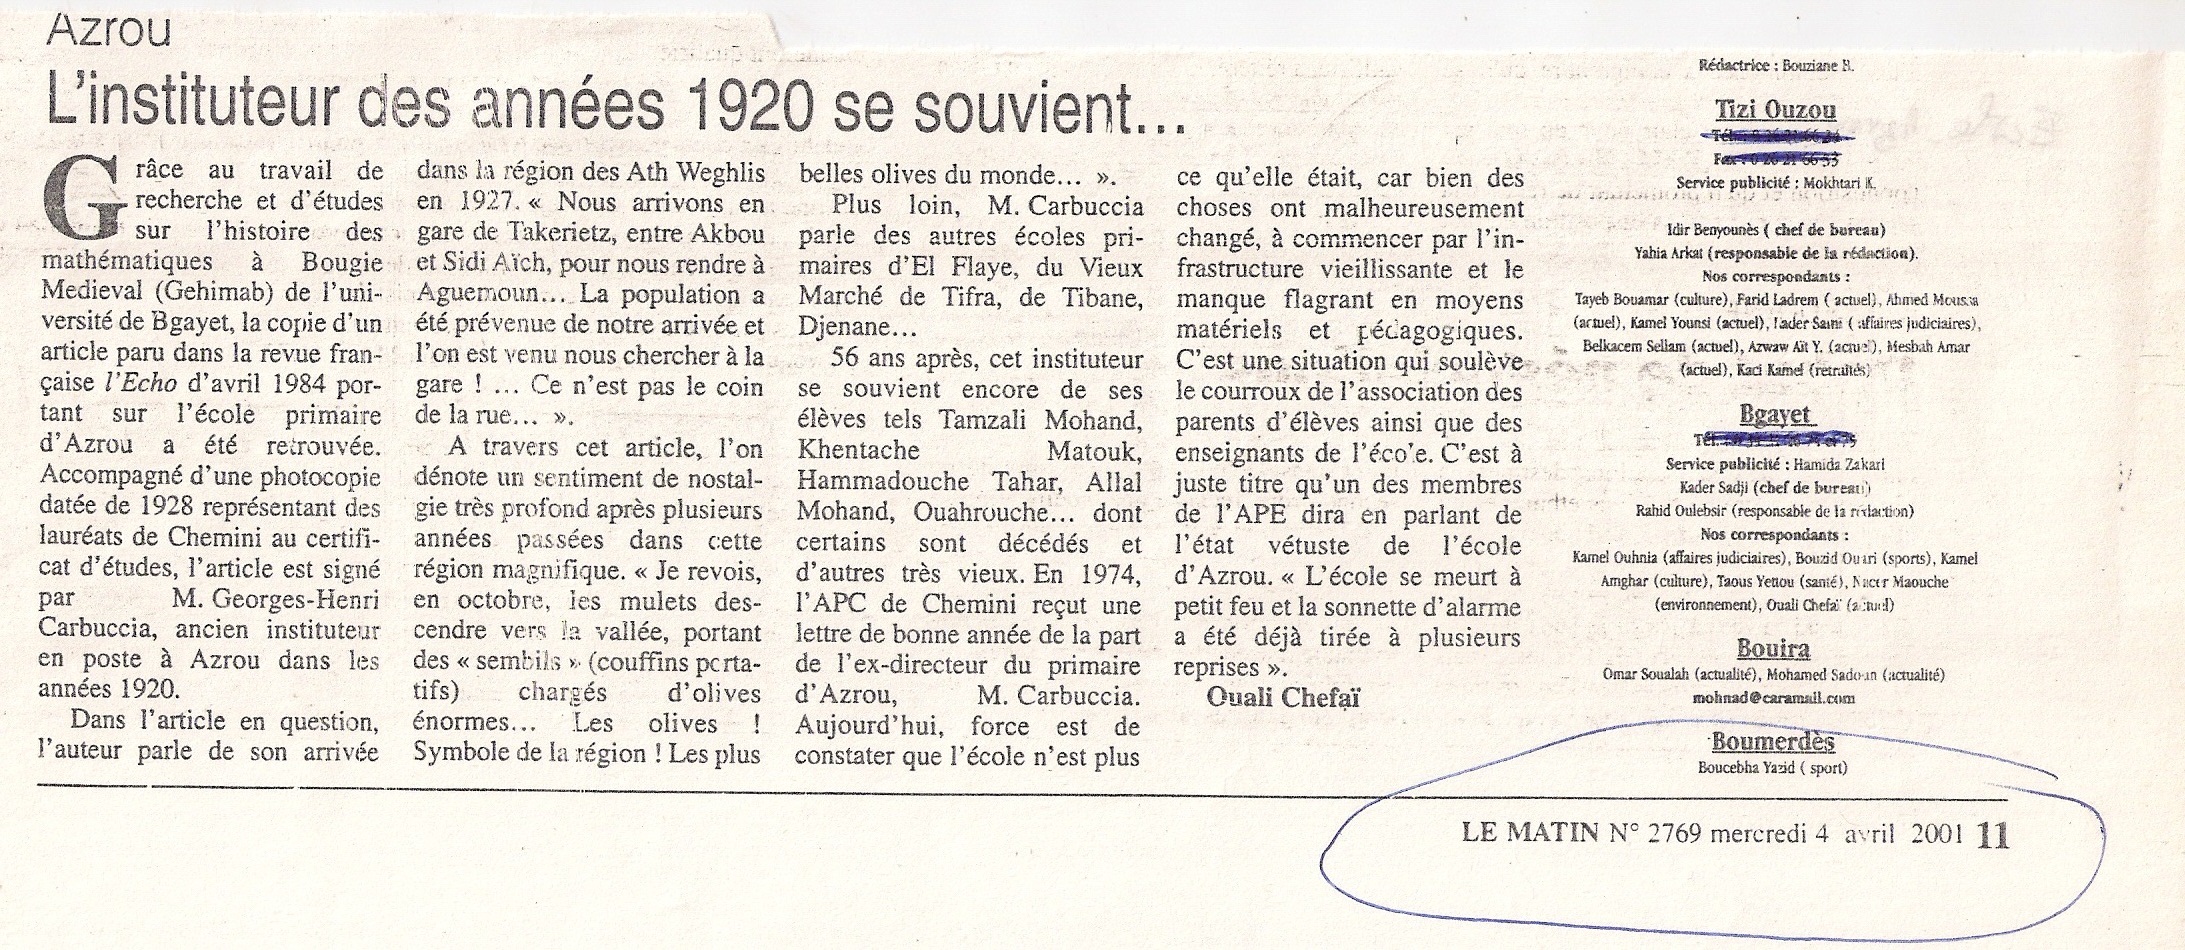 Azrou
L'instituteur des années 1920 se souvient...
Grâce au travail de
recherche et d'études
sur l'histoire des
mathématiques à Bougie
Medieval (Gehimab) de l'uni-
versité de Bgayet, la copie d'un
article paru dans la revue fran-
çaise l'Echo d'avril 1984 por-
tant sur l'école primaire
d'Azrou a été retrouvée.
Accompagné d'une photocopie
datée de 1928 représentant des
lauréats de Chemini au certifi-
cat d'études, l'article est signé
par M. Georges-Henri
Carbuccia, ancien instituteur
en poste à Azrou dans les
années 1920.
Dans l'article en question,
l'auteur parle de son arrivée
dans la région des Ath Weghlis
en 1927. « Nous arrivons en
gare de Takerietz, entre Akbou
et Sidi Aïch, pour nous rendre à
Aguemoun... La population a
été prévenue de notre arrivée et
l'on est venu nous chercher à la
gare ! ... Ce n'est pas le coin
de la rue... ».
A travers cet article, l'on
dénote un sentiment de nostal-
gie très profond après plusieurs
années passées dans cette
région magnifique. « Je revois,
en octobre, les mulets des-
cendre vers la vallée, portant
des « sembils » (couffins porta-
tifs) chargés d'olives
énormes... Les olives !
Symbole de la région ! Les plus
belles olives du monde... ».
Plus loin, M. Carbuccia
parle des autres écoles pri-
maires d'El Flaye, du Vieux
Marché de Tifra, de Tibane,
Djenane...
56 ans après, cet instituteur
se souvient encore de ses
élèves tels Tamzali Mohand,
Khentache Matouk,
Hammadouche Tahar, Allal
Mohand, Ouahrouche... dont
certains sont décédés et
d'autres très vieux. En 1974,
l'APC de Chemini reçut une
lettre de bonne année de la part
de l'ex-directeur du primaire
d'Azrou, M. Carbuccia.
Aujourd'hui, force est de
constater que l'école n'est plus
ce qu'elle était, car bien des
choses ont malheureusement
changé, à commencer par l'in-
frastructure vieillissante et le
manque flagrant en moyens
matériels et pédagogiques.
C'est une situation qui soulève
le courroux de l'association des
parents d'élèves ainsi que des
enseignants de l'école. C'est à
juste titre qu'un des membres
de l'APE dira en parlant de
l'état vétuste de l'école
d'Azrou. « L'école se meurt à
petit feu et la sonnette d'alarme
a été déjà tirée à plusieurs
reprises ».
Ouali Chefaï
Rédactrice : Bouziane B.
Tizi Ouzou
Tél. : 0 26 21 66 24
Fax : 0 26 21 66 33
Service publicité : Mokhtari K.
Idir Benyounès ( chef de bureau)
Yahia Arkat (responsable de la rédaction).
Nos correspondants :
Tayeb Bouamar (culture), Farid Ladrem ( actuel), Ahmed Moussa
(actuel), Kamel Younsi (actuel), Kader Saini ( affaires judiciaires),
Belkacem Sellam (actuel), Azwaw Aït Y. (actuel), Mesbah Amar
(actuel), Kaci Kamel (retraités)
Bgayet
Tél.
Service publicité : Hamida Zakari
Kader Sadji (chef de bureau)
Rahid Oulebsir (responsable de la rédaction)
Nos correspondants :
Kamel Ouhnia (affaires judiciaires), Bouzid Ouari (sports), Kamel
Amghar (culture), Taous Yettou (santé), Nacer Maouche
(environnement), Ouali Chefaï (actuel)
Bouira
Omar Soualah (actualité), Mohamed Sadoun (actualité)
mohnad@caramail.com
Boumerdès
Boucebha Yazid ( sport)
LE MATIN N° 2769 mercredi 4 avril 2001 11